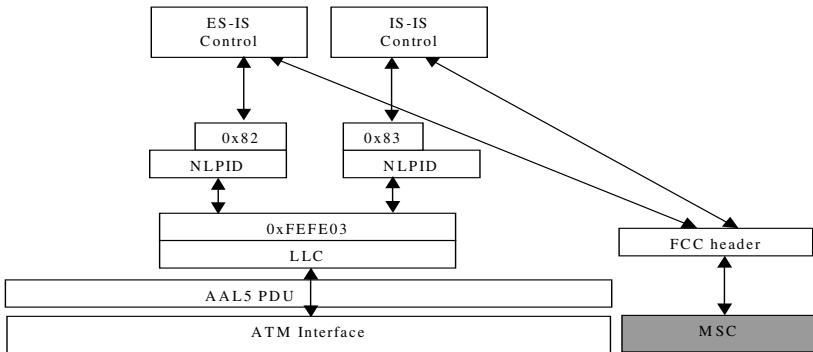 ES-IS
Control
IS-IS
Control
0x82
0x83
NLPID
NLPID
0xFEFE03
LLC
FCC header
AAL5 PDU
ATM Interface
MSC